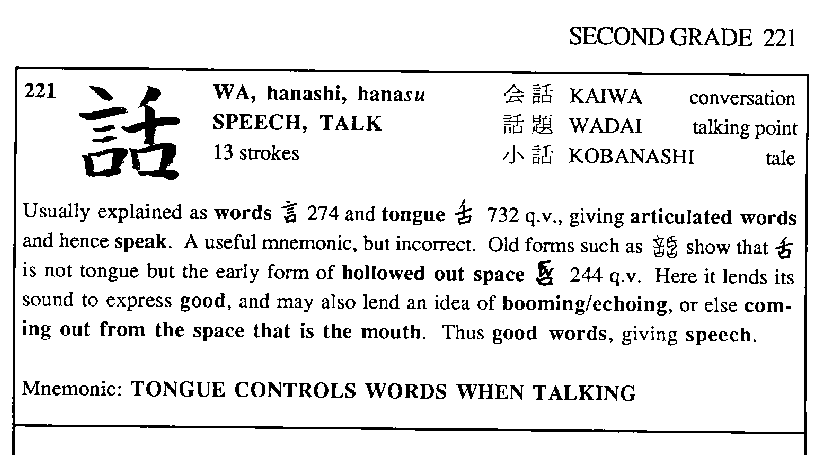 SECOND GRADE 221
221 話 WA, hanashi, hanasu 会話 KAIWA conversation
SPEECH, TALK 話題 WADAI talking point
13 strokes 小話 KOBANASHI tale
Usually explained as words 言 274 and tongue 舌 732 q.v., giving articulated words
and hence speak. A useful mnemonic, but incorrect. Old forms such as show that 舌
is not tongue but the early form of hollowed out space 244 q.v. Here it lends its
sound to express good, and may also lend an idea of booming/echoing, or else com-
ing out from the space that is the mouth. Thus good words, giving speech.
Mnemonic: TONGUE CONTROLS WORDS WHEN TALKING